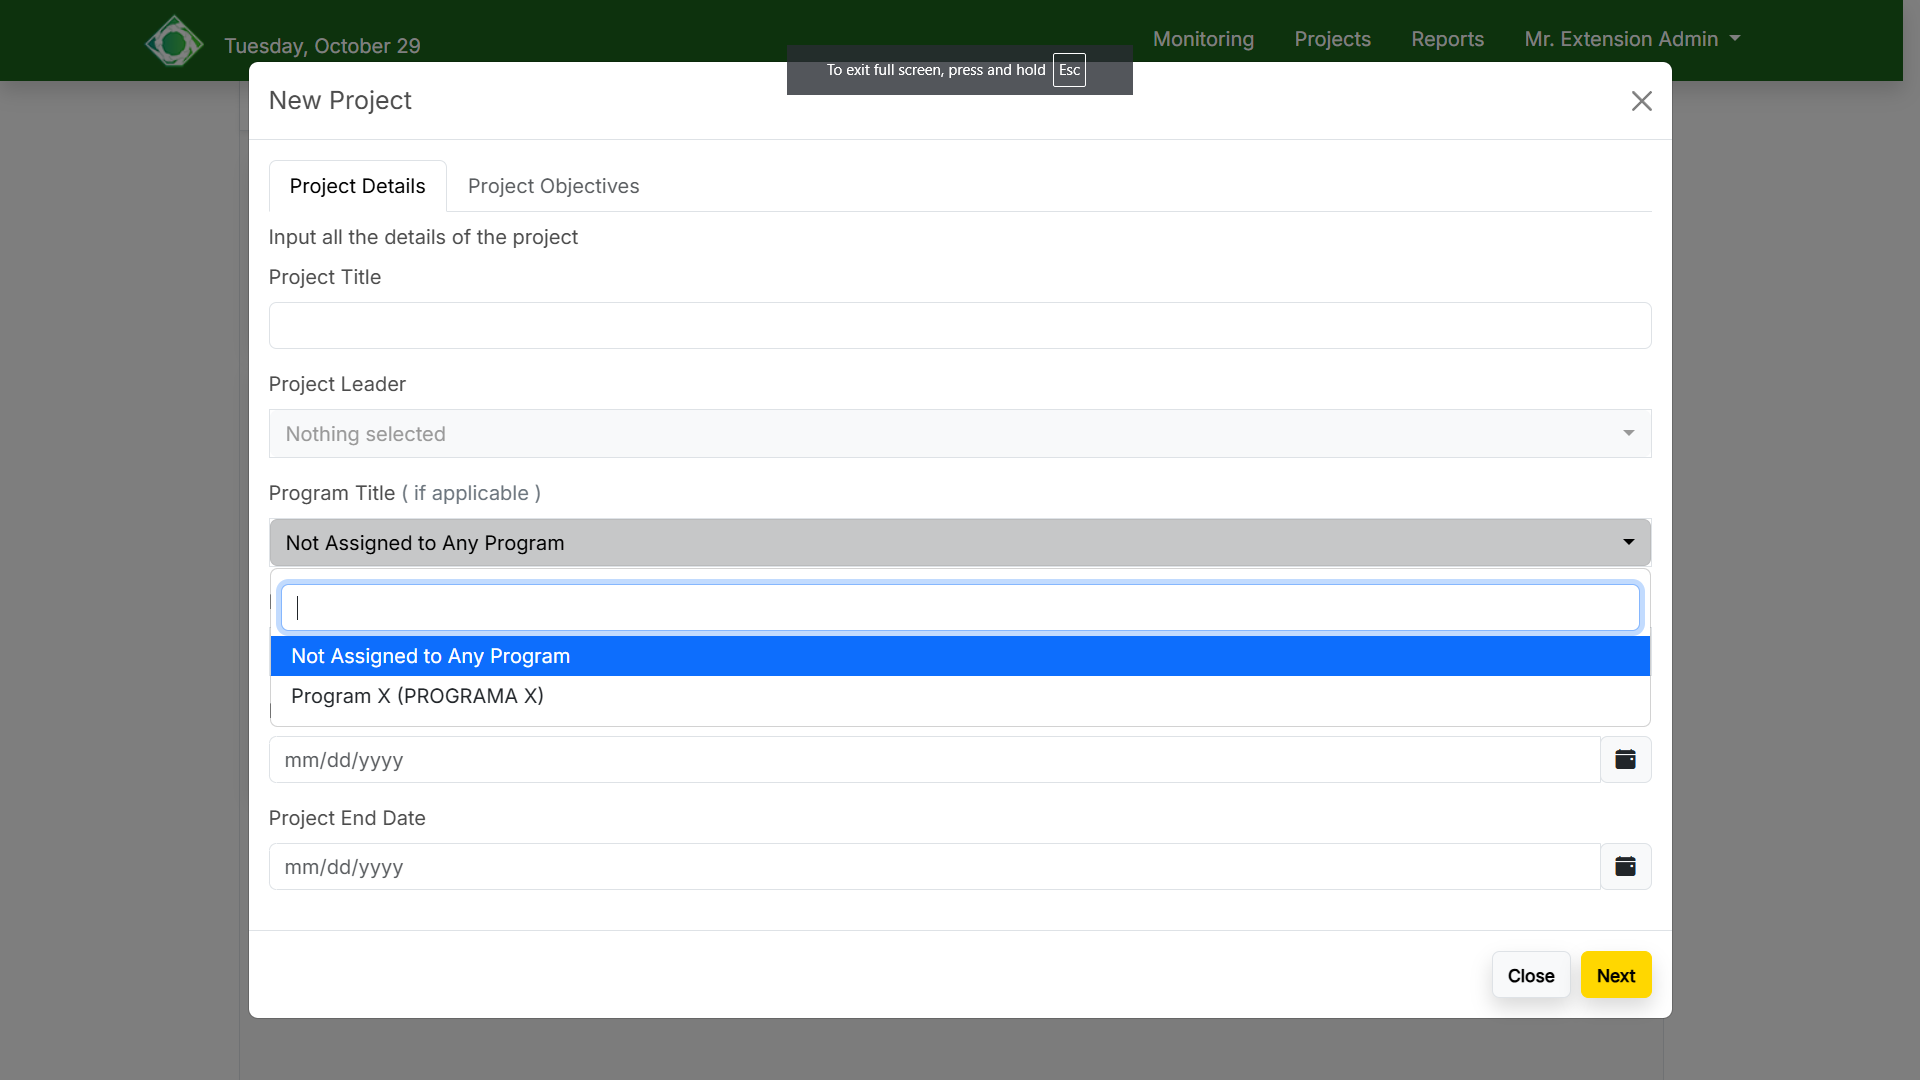 Tuesday, October 29
Monitoring
Projects
Reports
Mr. Extension Admin
To exit full screen, press and hold Esc
New Project
Project Details
Project Objectives
Input all the details of the project
Project Title
Project Leader
Nothing selected
Program Title ( if applicable )
Not Assigned to Any Program
Not Assigned to Any Program
Program X (PROGRAMA X)
mm/dd/yyyy
Project End Date
mm/dd/yyyy
Close
Next